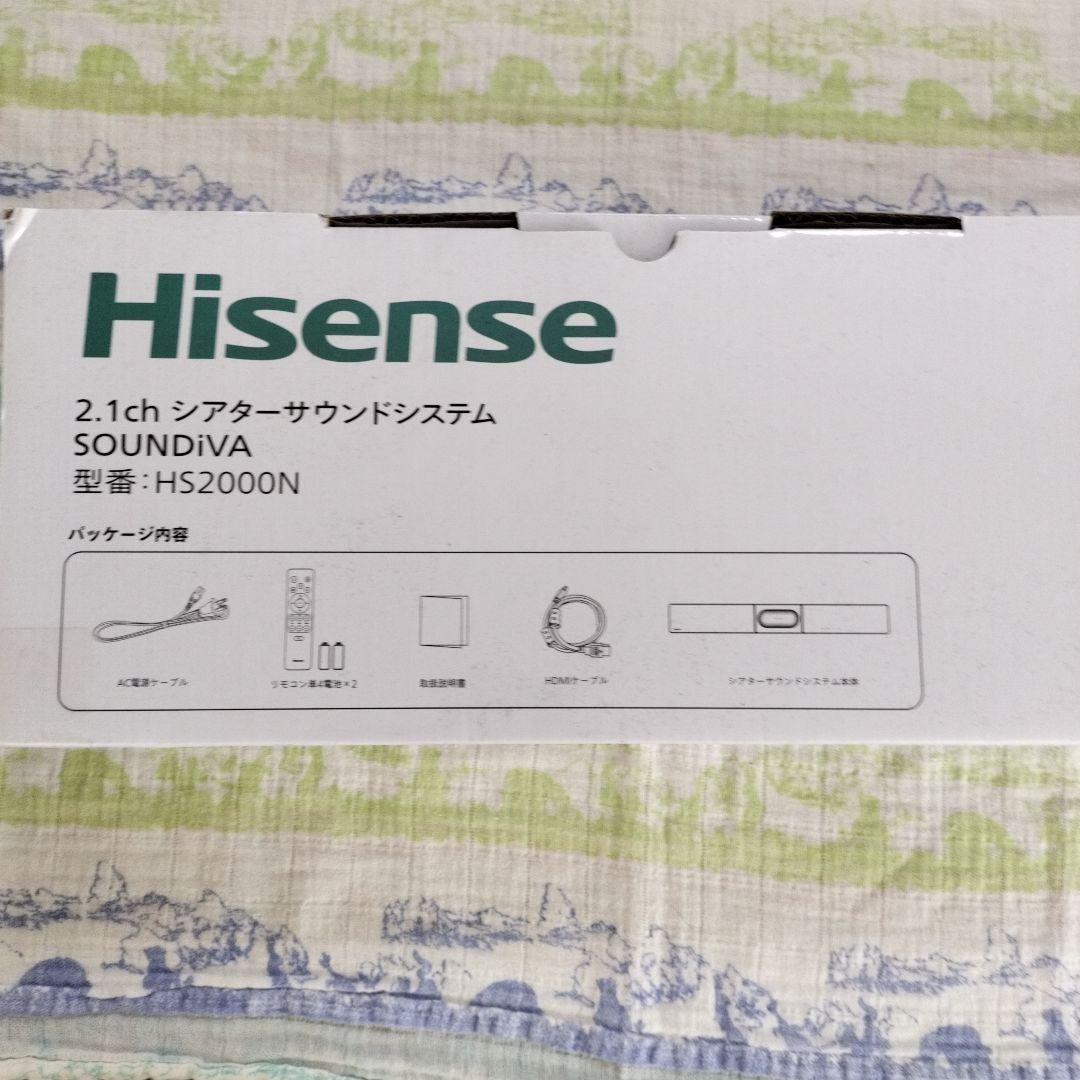 Hisense
2.1ch シアターサウンドシステム
SOUNDiVA
型番：HS2000N
パッケージ内容
AC電源ケーブル
リモコン単4電池×2
取扱説明書
HDMIケーブル
シアターサウンドシステム本体